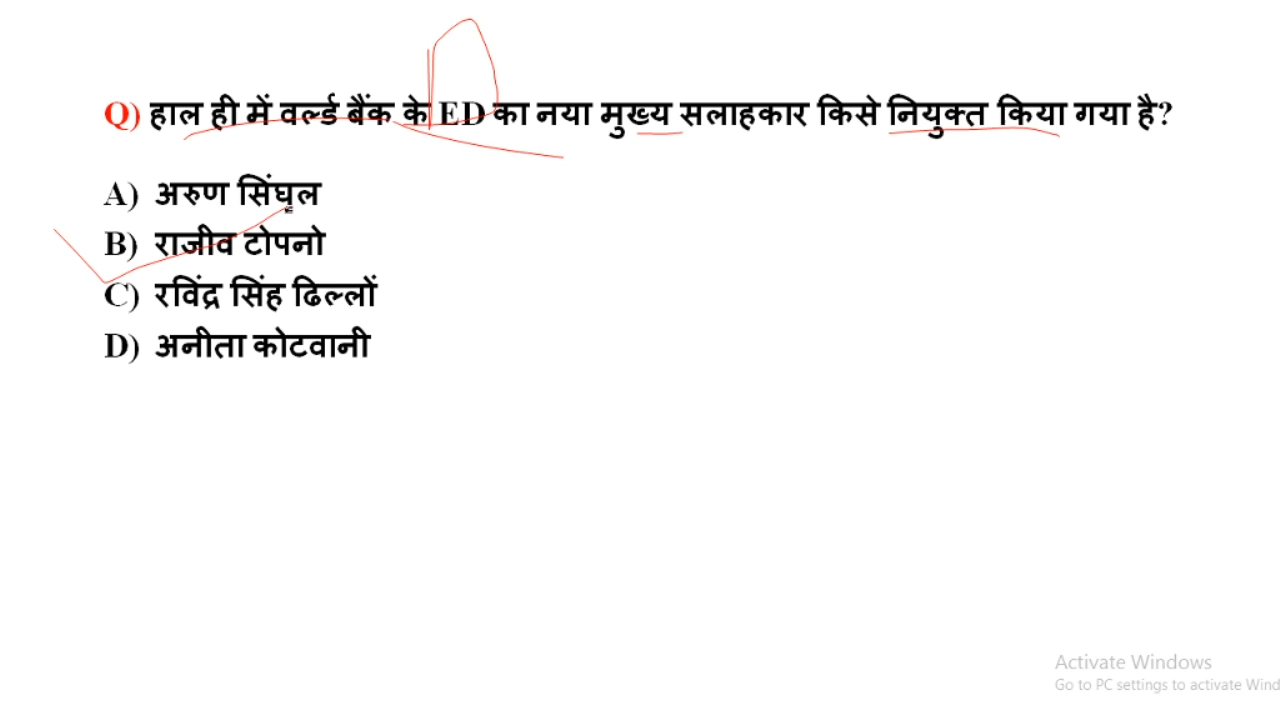 Q) हाल ही में वर्ल्ड बैंक के ED का नया मुख्य सलाहकार किसे नियुक्त किया गया है?
A) अरुण सिंघल
B) राजीव टोपनो
C) रविंद्र सिंह ढिल्लों
D) अनीता कोटवानी
Activate Windows
Go to PC settings to activate Wind